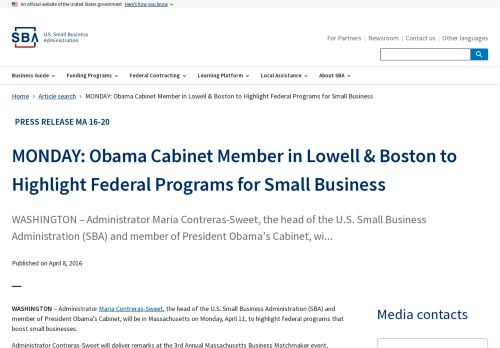 An official website of the United States government Here's how you know
SBA U.S. Small Business
Administration
For Partners | Newsroom | Contact us | Other languages
Business Guide Funding Programs Federal Contracting Learning Platform Local Assistance About SBA
Home › Article search › MONDAY: Obama Cabinet Member in Lowell & Boston to Highlight Federal Programs for Small Business
PRESS RELEASE MA 16-20
MONDAY: Obama Cabinet Member in Lowell & Boston to
Highlight Federal Programs for Small Business
WASHINGTON – Administrator Maria Contreras-Sweet, the head of the U.S. Small Business
Administration (SBA) and member of President Obama's Cabinet, wi...
Published on April 8, 2016
WASHINGTON – Administrator Maria Contreras-Sweet, the head of the U.S. Small Business Administration (SBA) and
member of President Obama's Cabinet, will be in Massachusetts on Monday, April 11, to highlight federal programs that
boost small businesses.
Media contacts
Administrator Contreras-Sweet will deliver remarks at the 3rd Annual Massachusetts Business Matchmaker event,